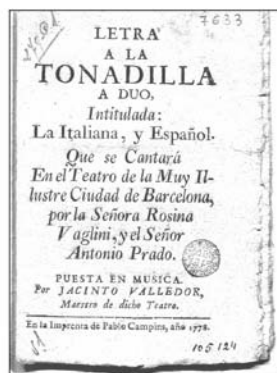 7633
LETRA
A LA
TONADILLA
A DUO,
Intitulada:
La Italiana, y Español.
Que se Cantará
En el Teatro de la Muy Il-
lustre Ciudad de Barcelona,
por la Señora Rosina
Vaglini, y el Señor
Antonio Prado.
PUESTA EN MUSICA.
Por JACINTO VALLEDOR,
Maestro de dicho Teatro.
En la Imprenta de Pablo Campins, año 1778.
105124